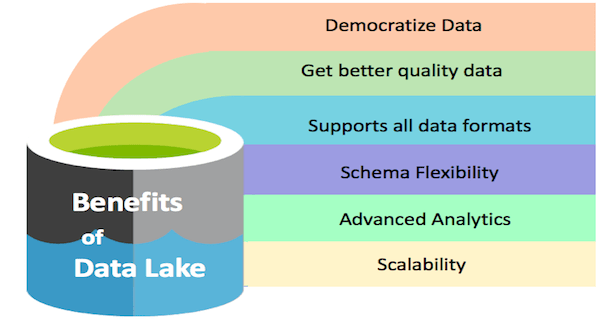 Democratize Data
Get better quality data
Supports all data formats
Schema Flexibility
Advanced Analytics
Scalability
Benefits
of
Data Lake